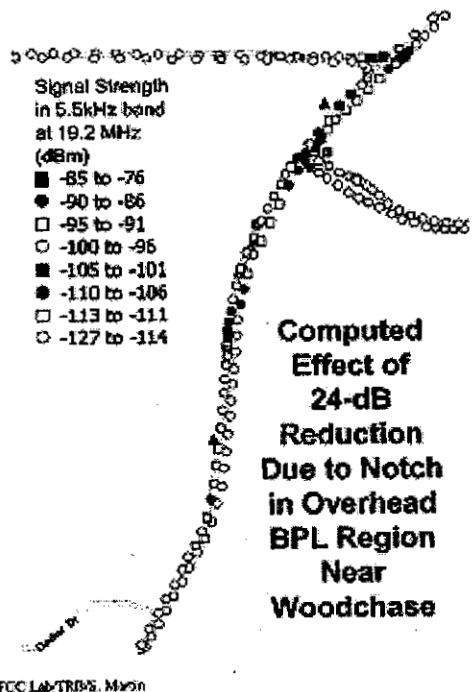 Signal Strength
in 5.5kHz band
at 19.2 MHz
(dBm)
-85 to -76
-90 to -86
-95 to -91
-100 to -96
-105 to -101
-110 to -106
-113 to -111
-127 to -114
Computed
Effect of
24-dB
Reduction
Due to Notch
in Overhead
BPL Region
Near
Woodchase
Dr
FCC Lab/TRB/S. Martin